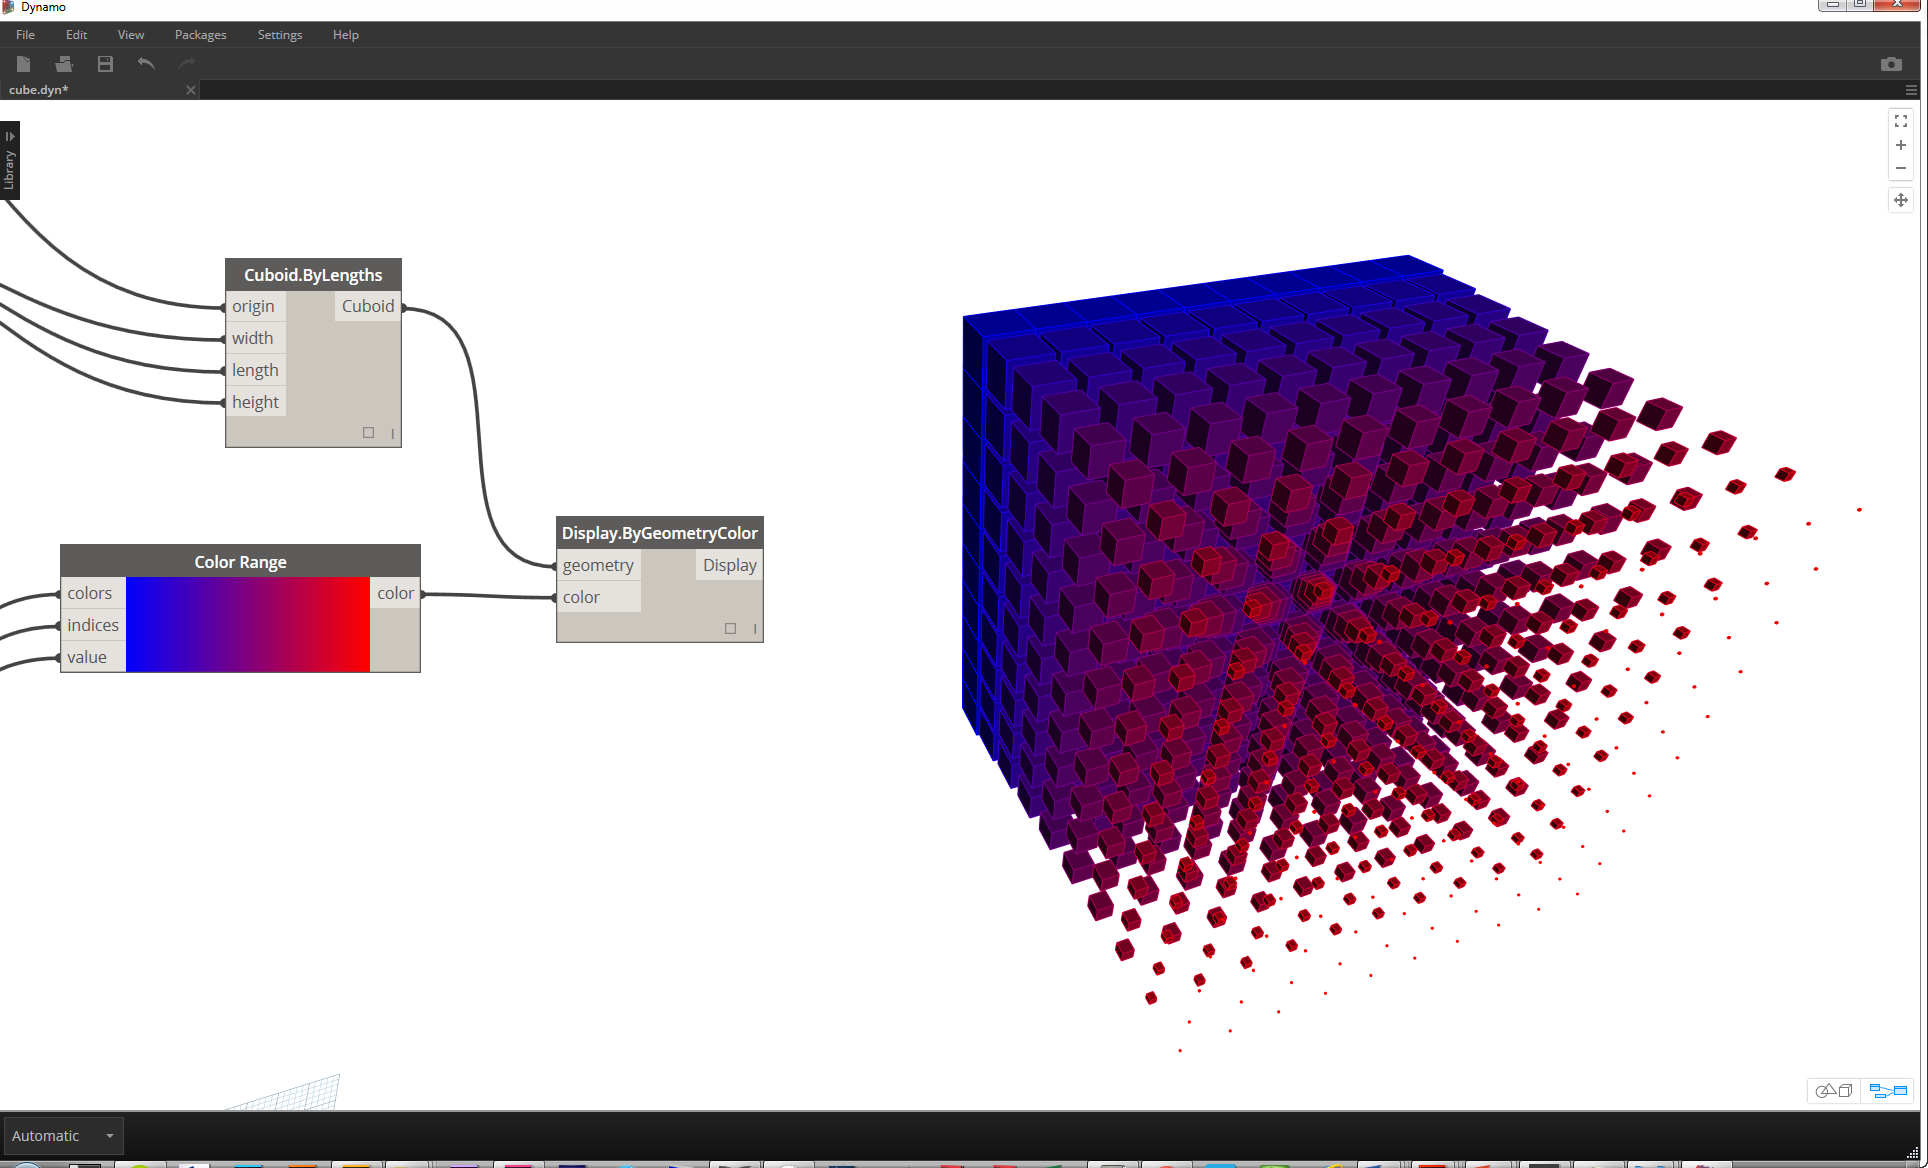 Dynamo
File Edit View Packages Settings Help
cube.dyn*
Library
Cuboid.ByLengths
origin Cuboid
width
length
height
Color Range
colors color
indices
value
Display.ByGeometryColor
geometry Display
color
Automatic